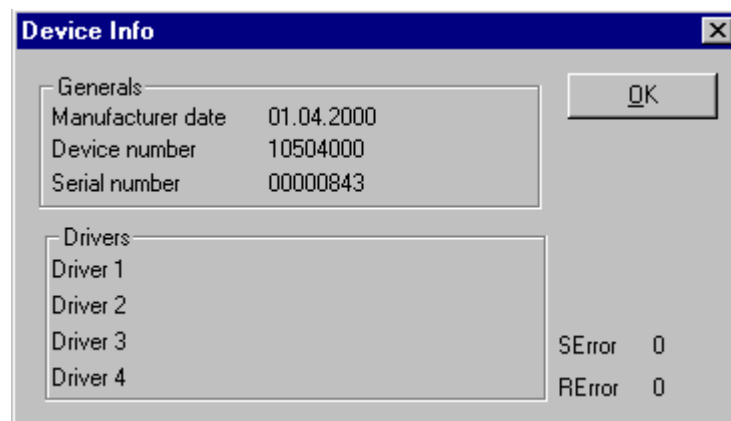 Device Info
Generals
OK
Manufacturer date 01.04.2000
Device number 10504000
Serial number 00000843
Drivers
Driver 1
Driver 2
Driver 3
SError 0
Driver 4
RError 0